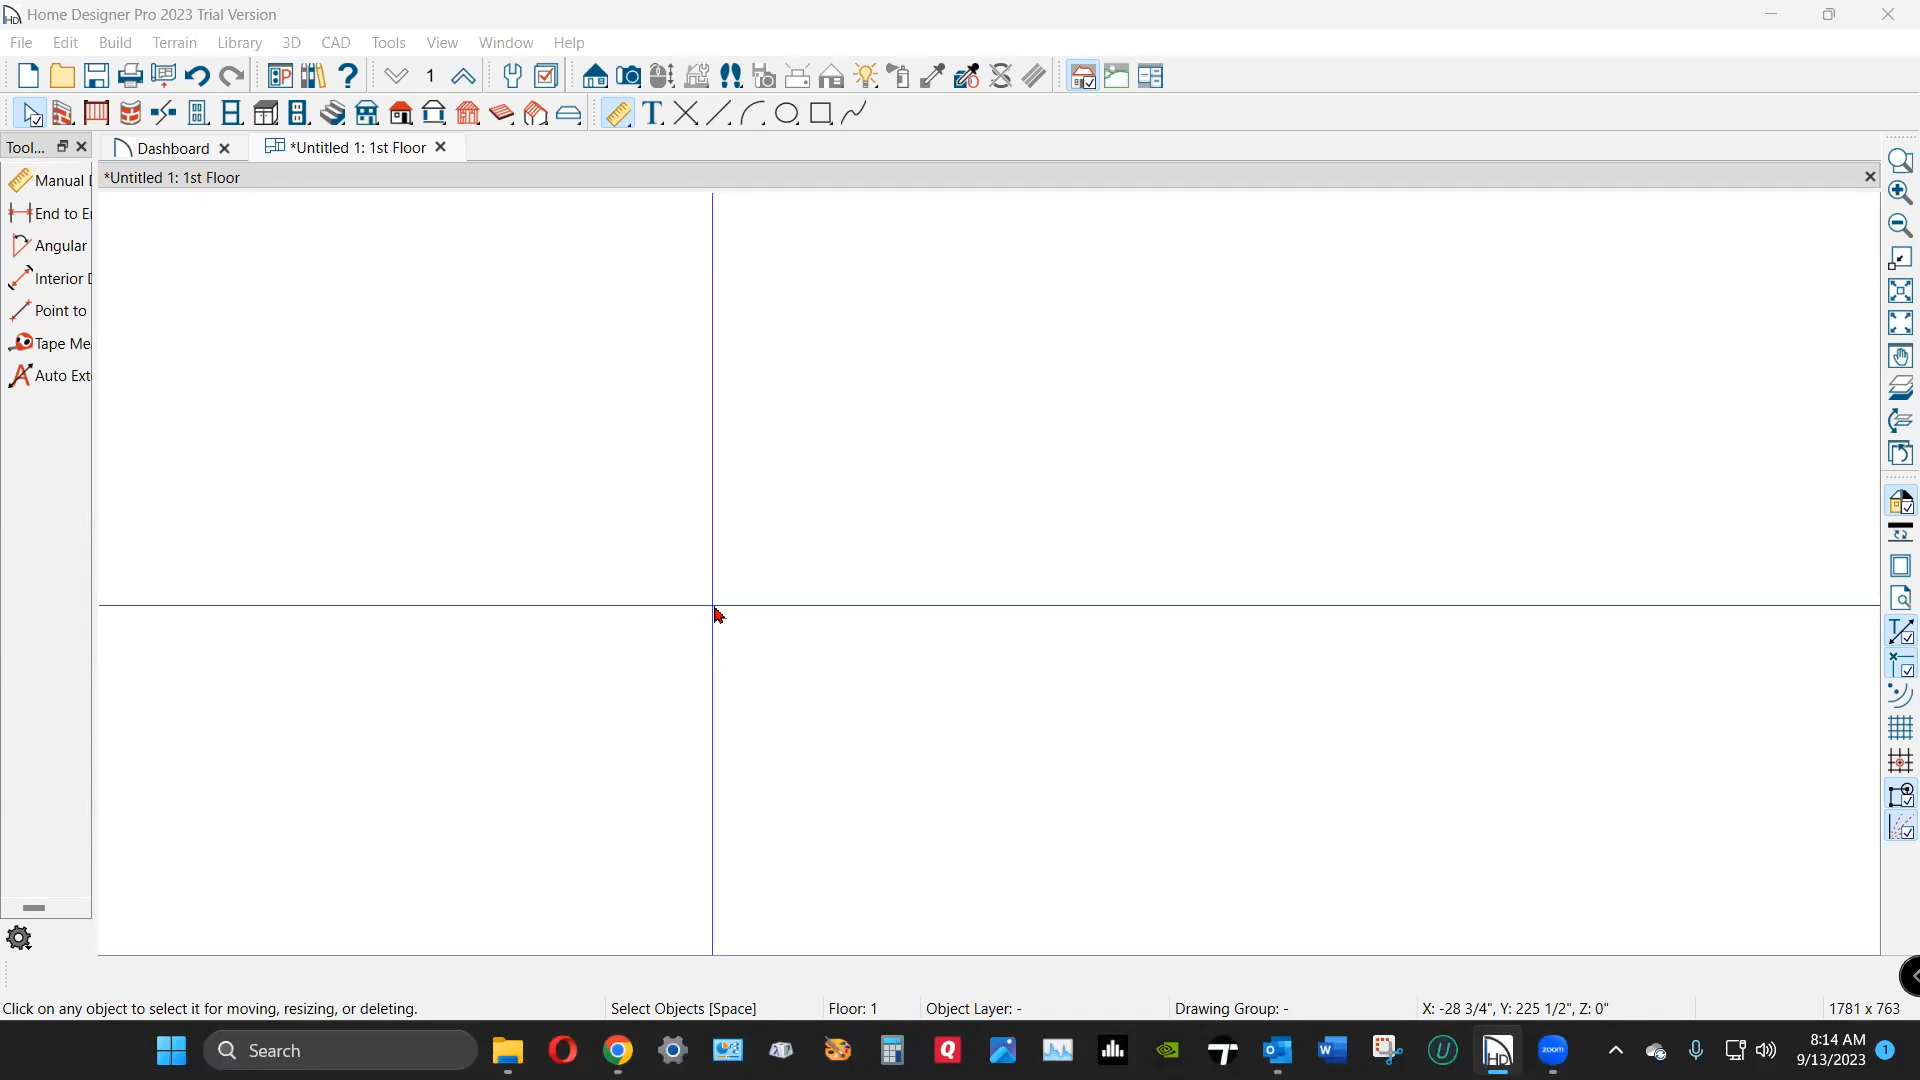 Home Designer Pro 2023 Trial Version
File Edit Build Terrain Library 3D CAD Tools View Window Help
1
Tool... Dashboard *Untitled 1: 1st Floor
*Untitled 1: 1st Floor
Manual
End to
Angular
Interior
Point to
Tape Me
Auto Ext
Click on any object to select it for moving, resizing, or deleting. Select Objects [Space] Floor: 1 Object Layer: - Drawing Group: - X: -28 3/4", Y: 225 1/2", Z: 0" 1781 x 763
Search zoom 8:14 AM
9/13/2023 1